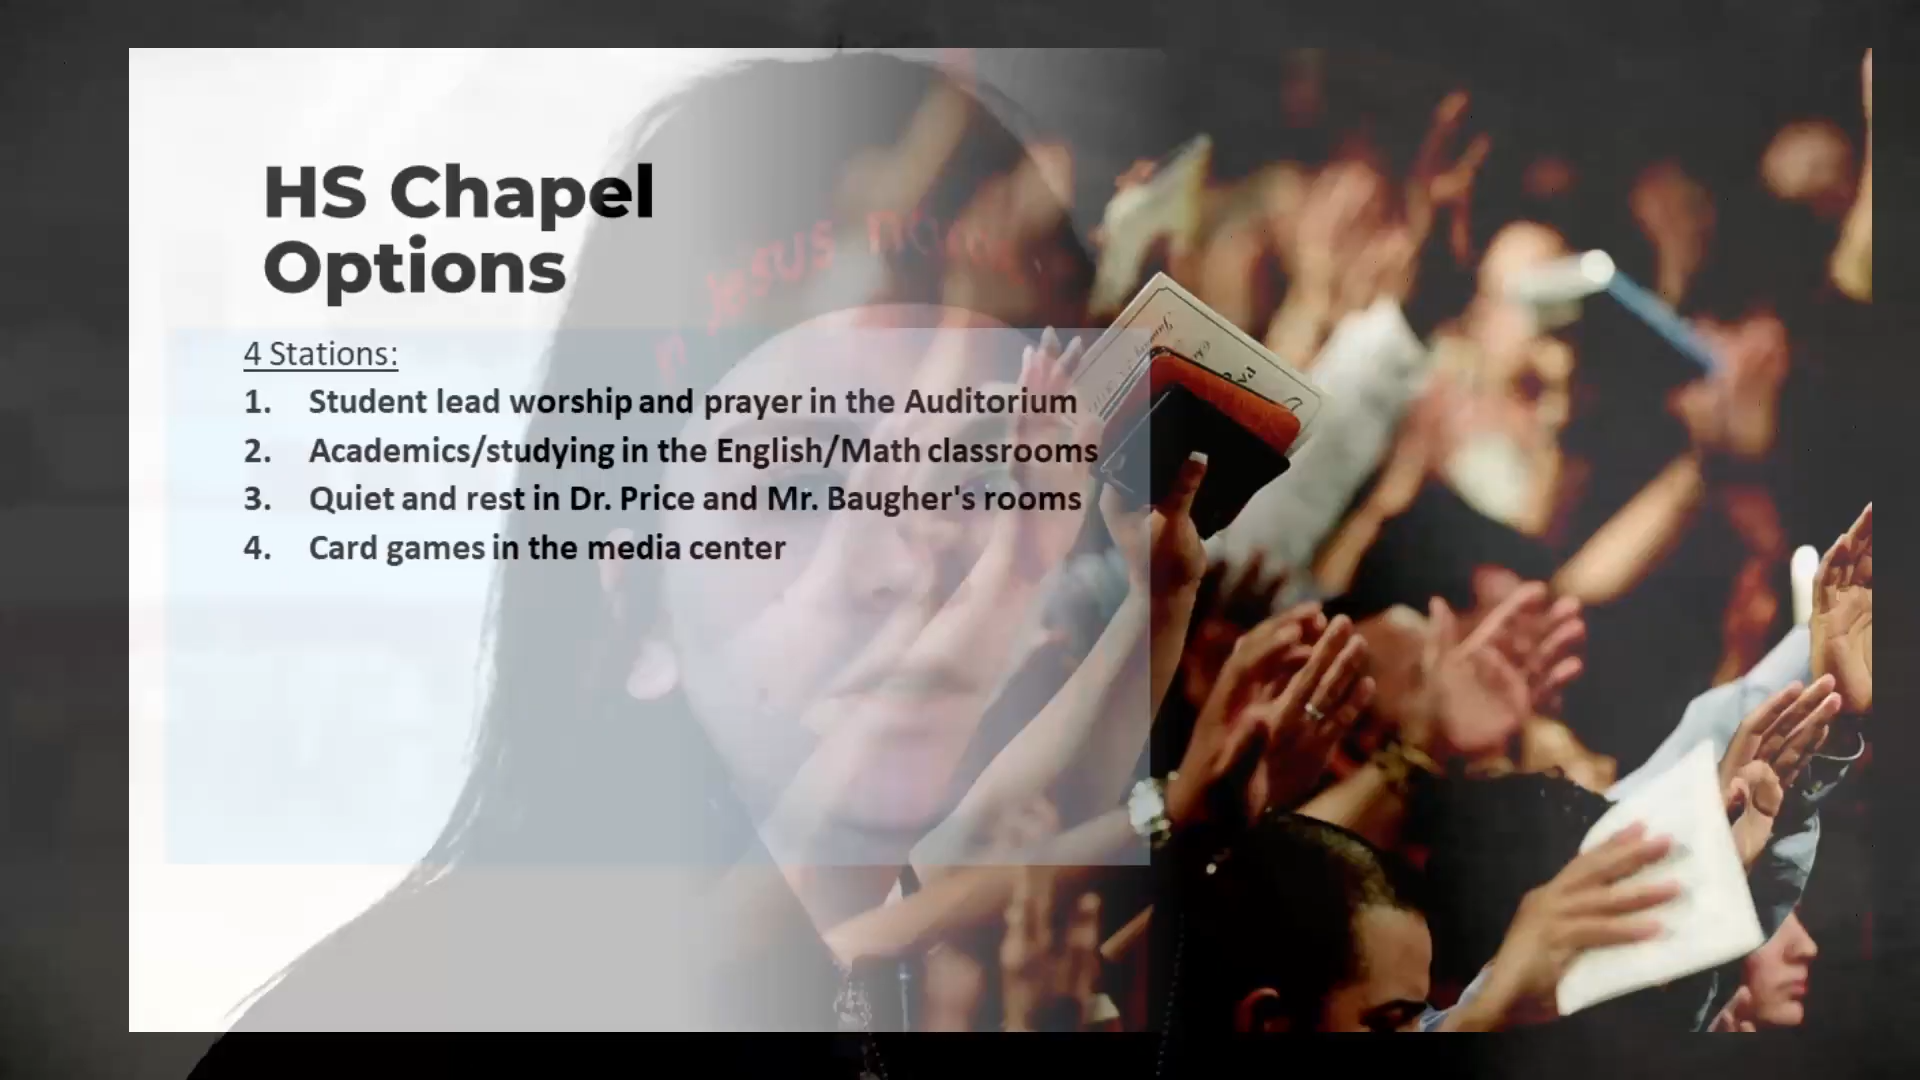 HS Chapel
Options
n Jesus name
4 Stations:
1. Student lead worship and prayer in the Auditorium
2. Academics/studying in the English/Math classrooms
3. Quiet and rest in Dr. Price and Mr. Baugher's rooms
4. Card games in the media center